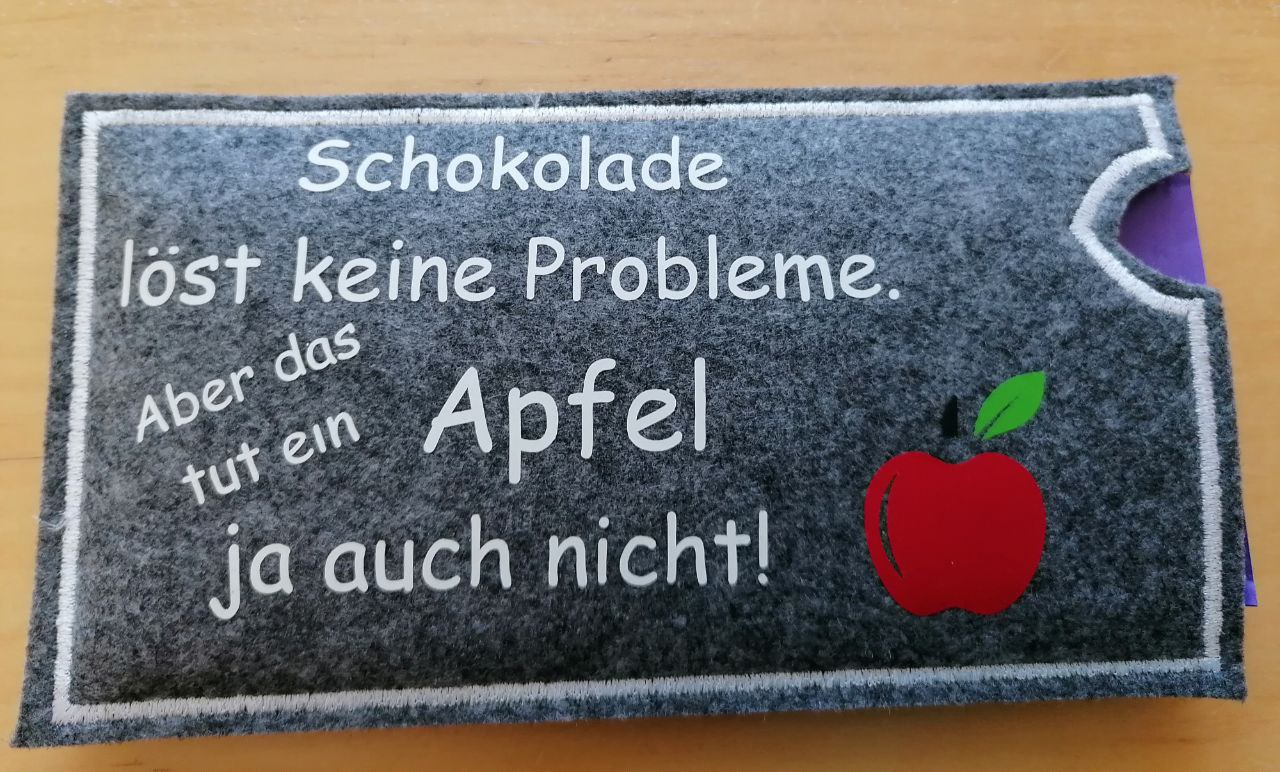 Schokolade
löst keine Probleme.
Aber das
tut ein
Apfel
ja auch nicht!